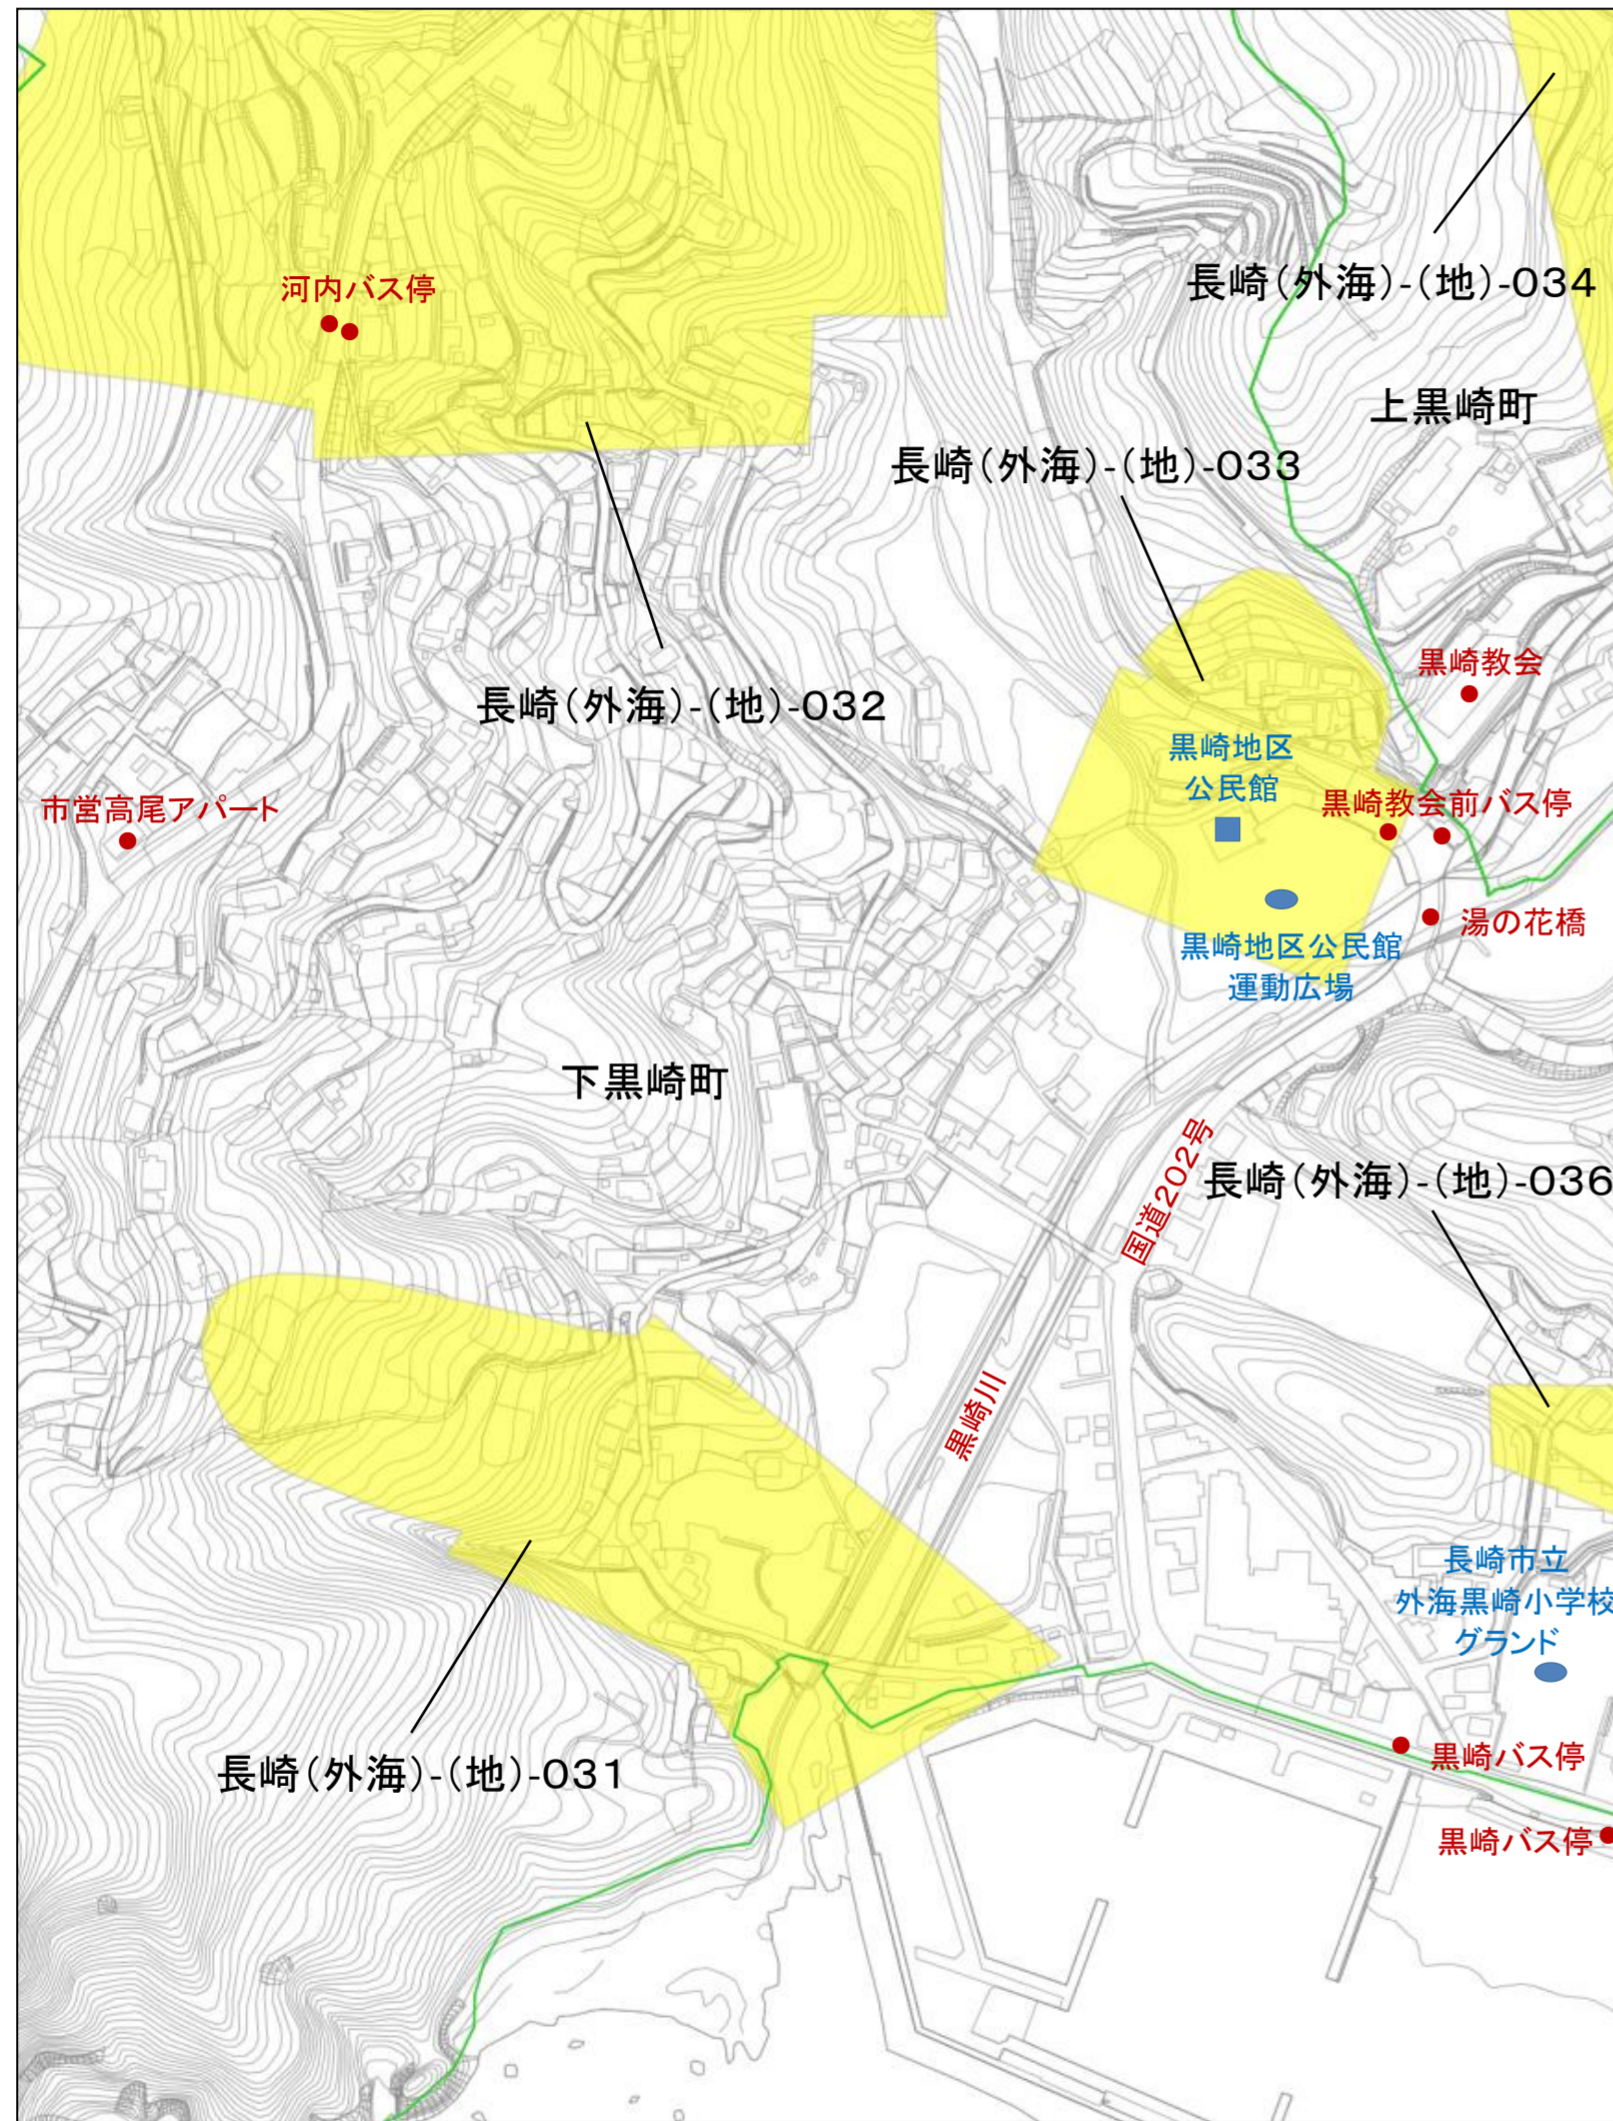 長崎(外海)-(地)-034
河内バス停
上黒崎町
長崎(外海)-(地)-033
黒崎教会
長崎(外海)-(地)-032
黒崎地区
公民館
市営高尾アパート
黒崎教会前バス停
湯の花橋
黒崎地区公民館
運動広場
下黒崎町
国道202号
長崎(外海)-(地)-036
黒崎川
長崎市立
外海黒崎小学校
グランド
黒崎バス停
長崎(外海)-(地)-031
黒崎バス停